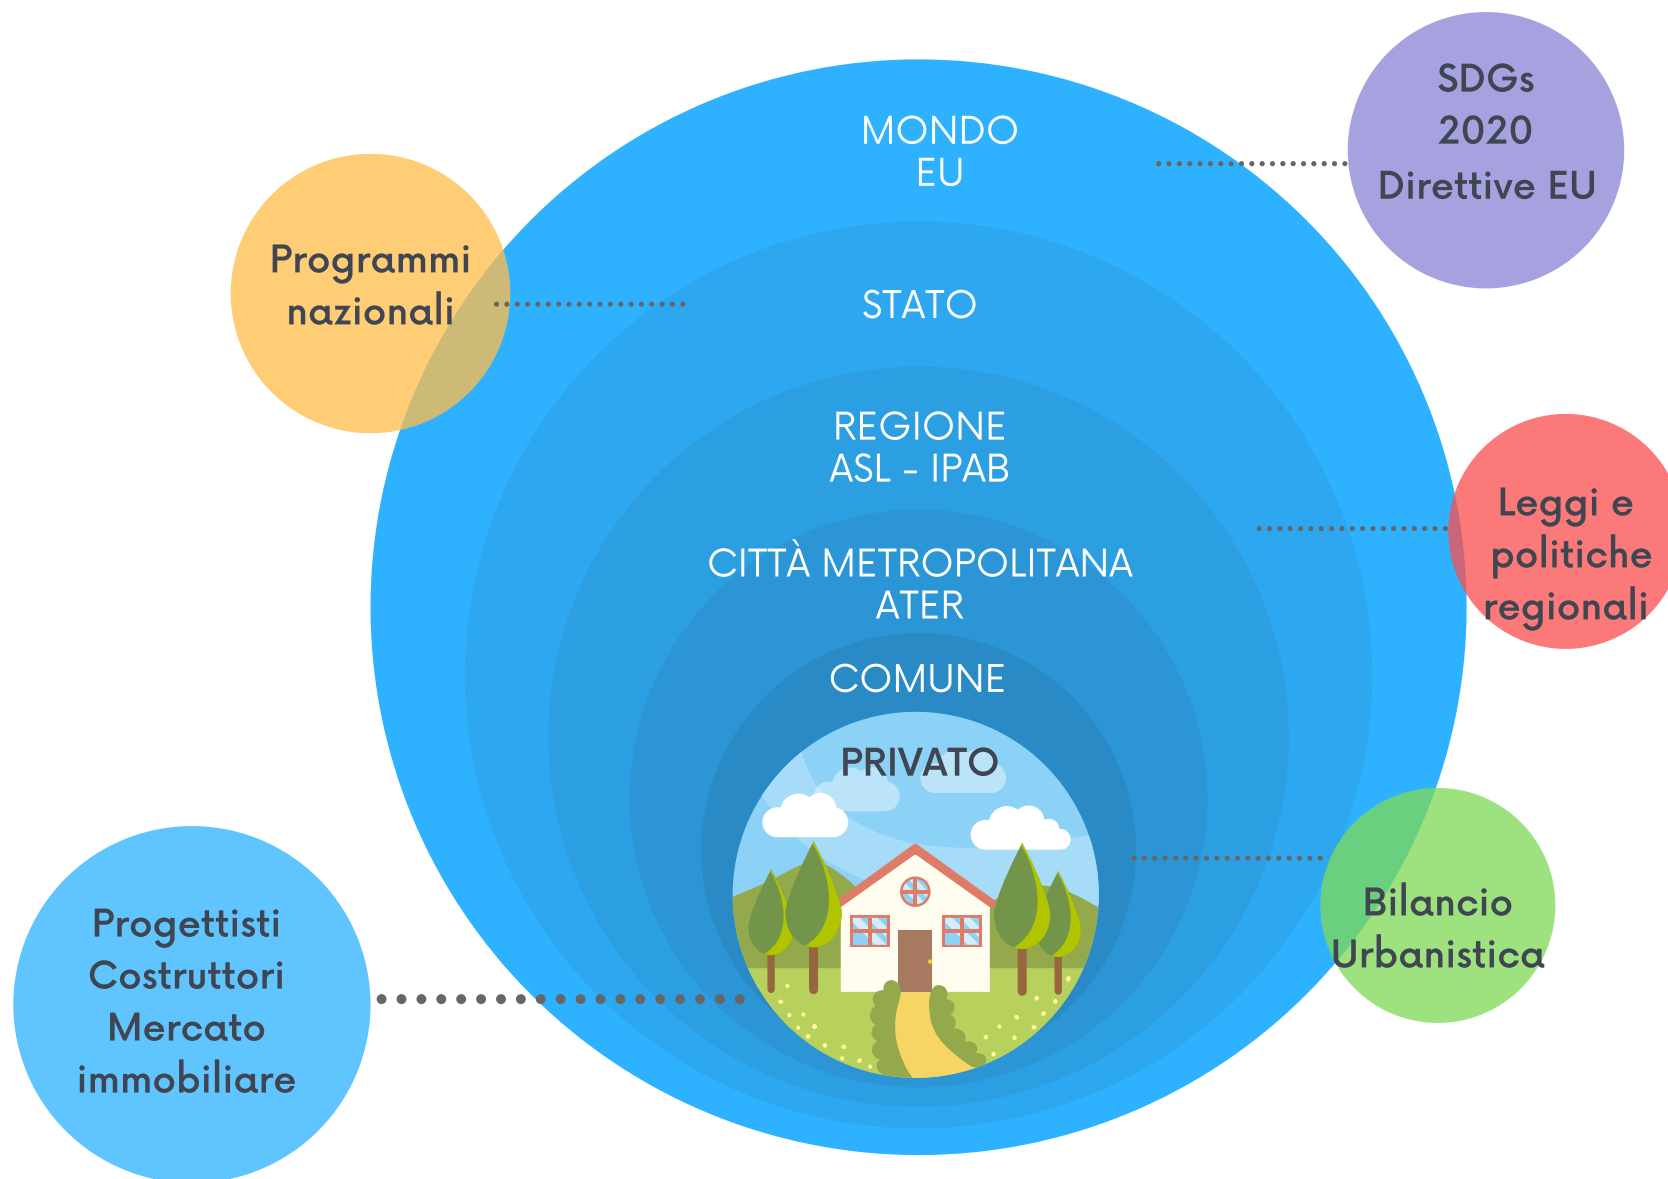 MONDO
EU
SDGs
2020
Direttive EU
Programmi
nazionali
STATO
REGIONE
ASL - IPAB
Leggi e
politiche
regionali
CITTÀ METROPOLITANA
ATER
COMUNE
PRIVATO
Bilancio
Urbanistica
Progettisti
Costruttori
Mercato
immobiliare